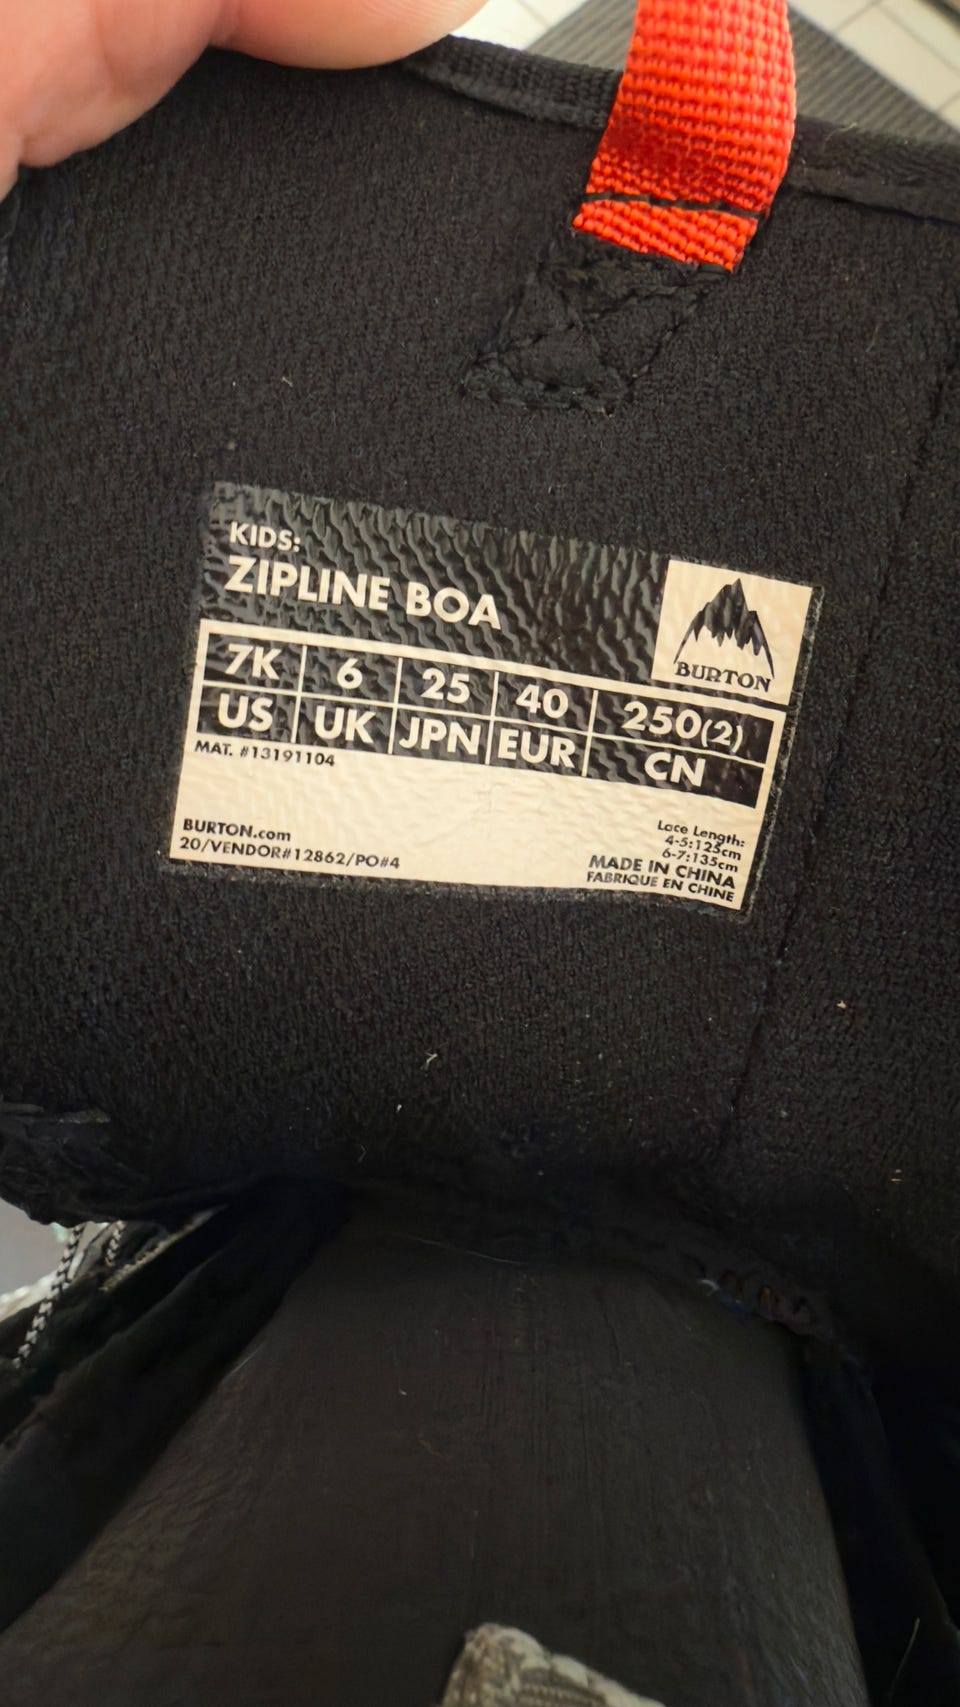 KIDS:
ZIPLINE BOA
BURTON
7K 6 25 40 250(2)
US UK JPN EUR CN
MAT. #13191104
BURTON.com
20/VENDOR#12862/PO#4
Lace Length:
4-5:125cm
6-7:135cm
MADE IN CHINA
FABRIQUE EN CHINE